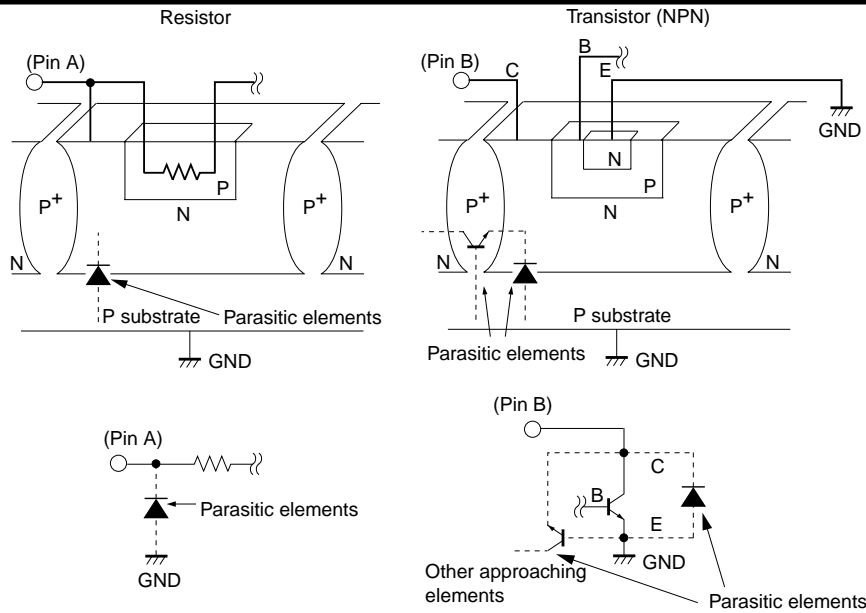 Resistor
(Pin A)
P+
P
N
P+
N
N
P substrate
Parasitic elements
GND
Transistor (NPN)
(Pin B)
C
B
E
GND
N
P
P+
N
P+
N
N
P substrate
Parasitic elements
GND
(Pin A)
Parasitic elements
GND
(Pin B)
C
B
E
GND
Other approaching
elements
Parasitic elements